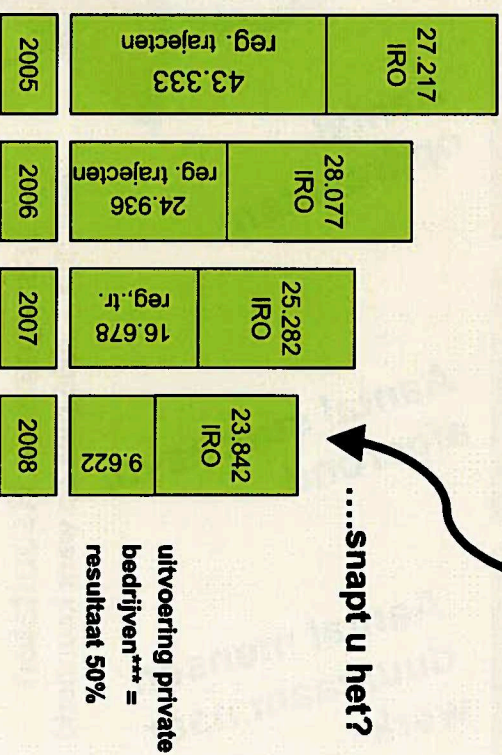 27.217
IRO
43.333
reg. trajecten
2005
28.077
IRO
24.936
reg. trajecten
2006
25.282
IRO
16.678
reg,,tr.
2007
23.842
IRO
9.622
2008
....snapt u het?
uitvoering private
bedrijven*** =
resultaat 50%